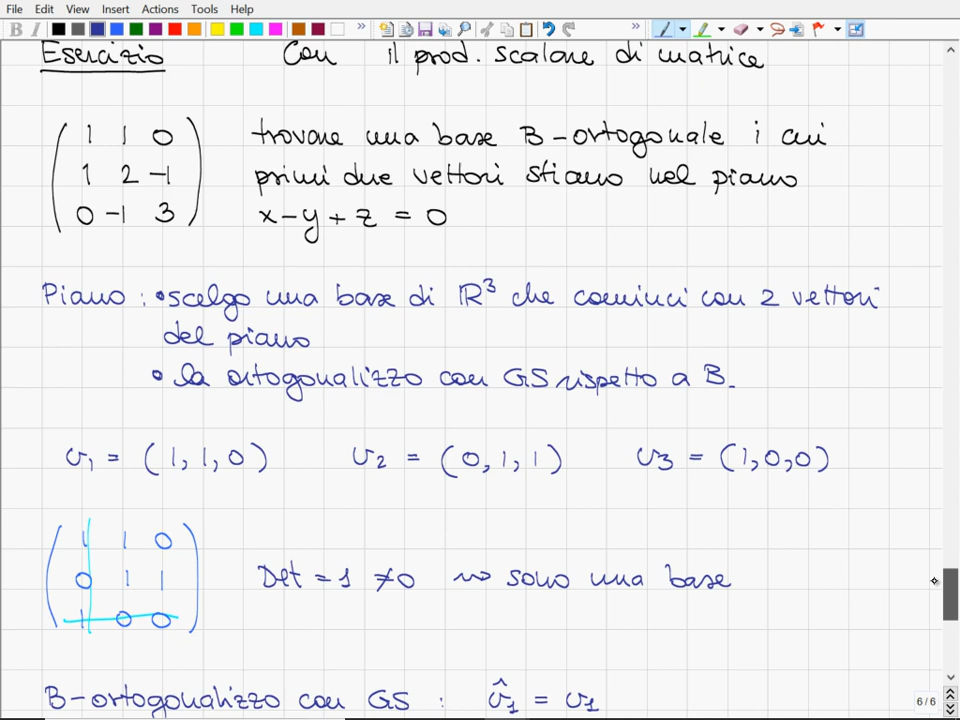 File Edit View Insert Actions Tools Help
B I
Esercizio Con il prod. scalare di matrice
( 1 1 0 ) trovare una base B-ortogonale i cui
( 1 2 -1 ) primi due vettori stiano nel piano
( 0 -1 3 ) x-y+z = 0
Piano : • scelgo una base di ℝ³ che cominci con 2 vettori
del piano
• la ortogonalizzo con GS rispetto a B.
v₁ = (1,1,0) v₂ = (0,1,1) v₃ = (1,0,0)
( 1 1 0 )
( 0 1 1 ) Det = 1 ≠0 ⇝ sono una base
( 1 0 0 )
B-ortogonalizzo con GS : v̂₁ = v₁
6 / 6